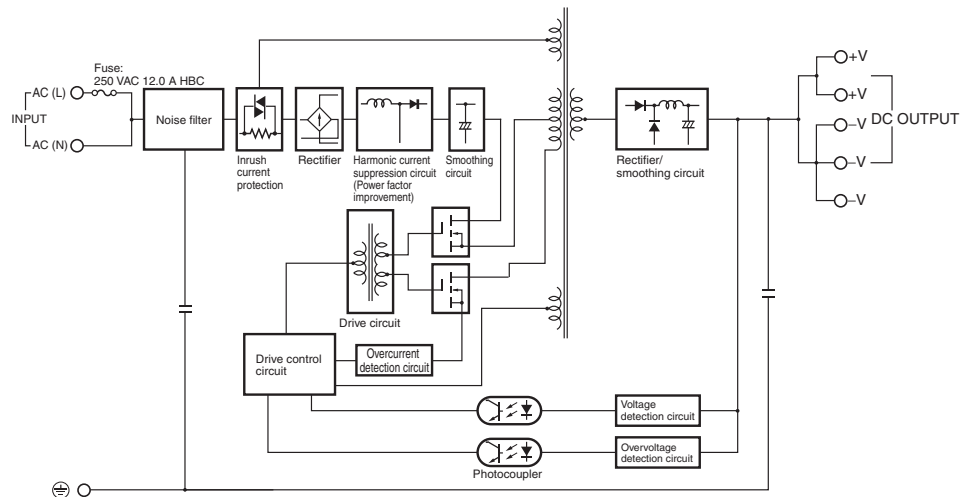 Fuse:
250 VAC 12.0 A HBC
AC (L)
INPUT
AC (N)
Noise filter
Inrush
current
protection
Rectifier
Harmonic current
suppression circuit
(Power factor
improvement)
Smoothing
circuit
Rectifier/
smoothing circuit
+V
+V
–V
–V
–V
DC OUTPUT
Drive circuit
Drive control
circuit
Overcurrent
detection circuit
Voltage
detection circuit
Overvoltage
detection circuit
Photocoupler